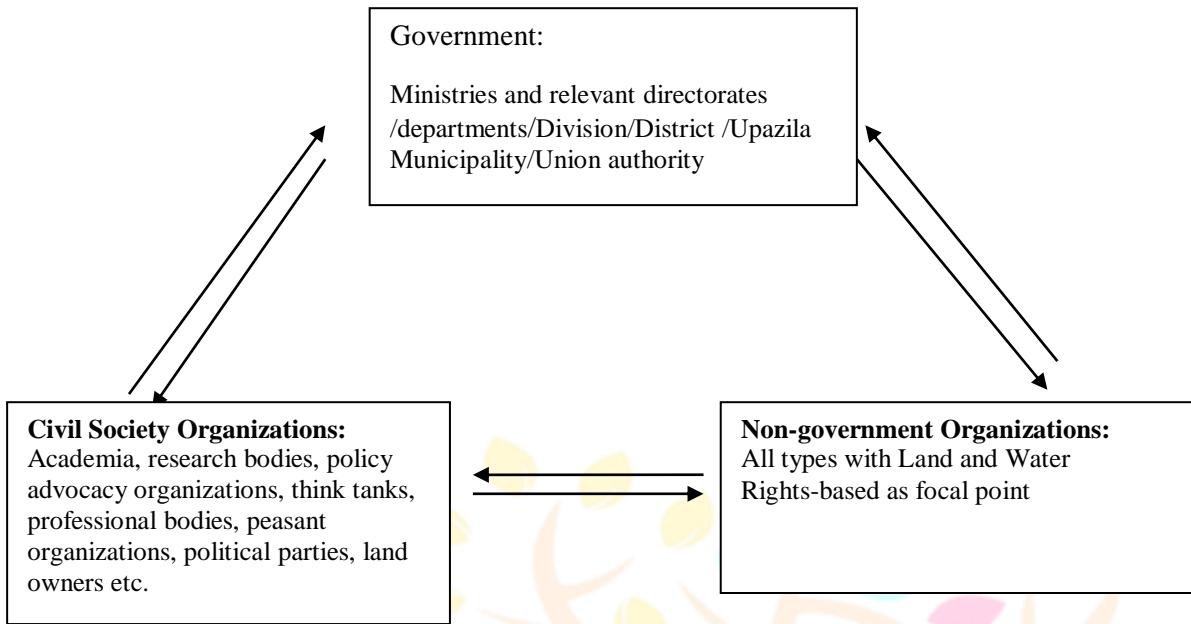 Government:
Ministries and relevant directorates
/departments/Division/District /Upazila
Municipality/Union authority
Civil Society Organizations:
Academia, research bodies, policy
advocacy organizations, think tanks,
professional bodies, peasant
organizations, political parties, land
owners etc.
Non-government Organizations:
All types with Land and Water
Rights-based as focal point